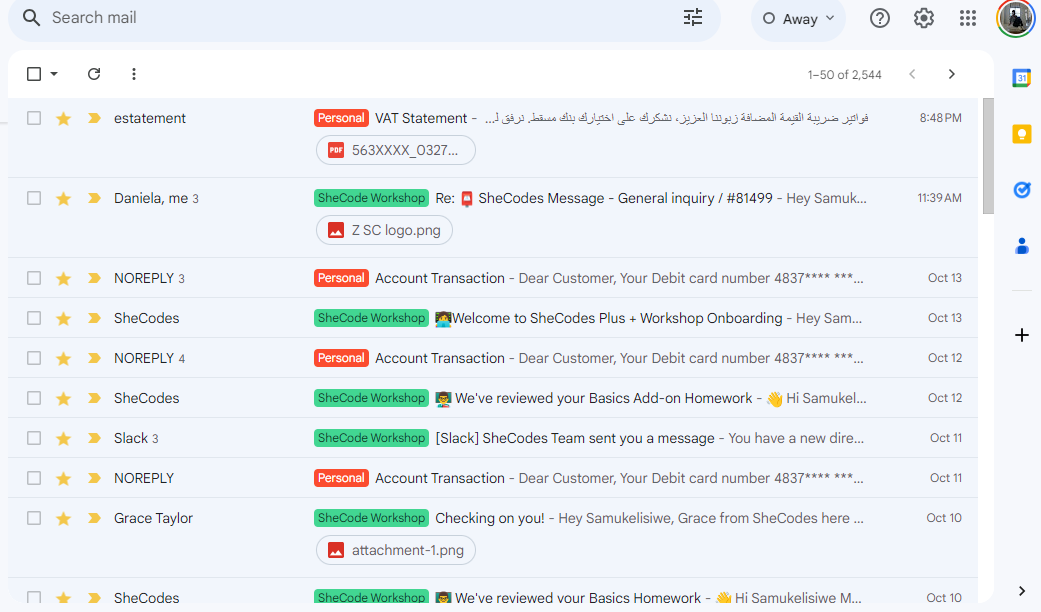 Search mail
Away
1–50 of 2,544
31
estatement Personal VAT Statement - فواتير ضريبة القيمة المضافة زبوننا العزيز، نشكرك على اختيارك بنك مسقط. نرفق لـ... 8:48 PM
PDF 563XXXX_0327...
Daniela, me 3 SheCode Workshop Re: 📮 SheCodes Message - General inquiry / #81499 - Hey Samuk... 11:39 AM
Z SC logo.png
NOREPLY 3 Personal Account Transaction - Dear Customer, Your Debit card number 4837**** ***... Oct 13
SheCodes SheCode Workshop 👩‍💻Welcome to SheCodes Plus + Workshop Onboarding - Hey Sam... Oct 13
NOREPLY 4 Personal Account Transaction - Dear Customer, Your Debit card number 4837**** ***... Oct 12
SheCodes SheCode Workshop 👨‍🏫 We've reviewed your Basics Add-on Homework - 👋 Hi Samukel... Oct 12
Slack 3 SheCode Workshop [Slack] SheCodes Team sent you a message - You have a new dire... Oct 11
NOREPLY Personal Account Transaction - Dear Customer, Your Debit card number 4837**** ***... Oct 11
Grace Taylor SheCode Workshop Checking on you! - Hey Samukelisiwe, Grace from SheCodes here ... Oct 10
attachment-1.png
SheCodes SheCode Workshop 👨‍🏫 We've reviewed your Basics Homework - 👋 Hi Samukelisiwe M... Oct 10